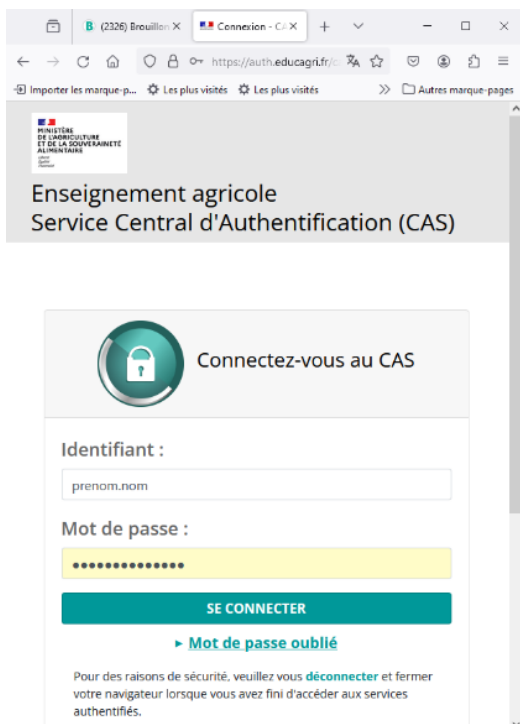 (2326) Brouillon
Connexion - CA
https://auth.educagri.fr/c
Importer les marque-p...
Les plus visités
Les plus visités
Autres marque-pages
MINISTÈRE
DE L'AGRICULTURE
ET DE LA SOUVERAINETÉ
ALIMENTAIRE
Liberté
Égalité
Fraternité
Enseignement agricole
Service Central d'Authentification (CAS)
Connectez-vous au CAS
Identifiant :
prenom.nom
Mot de passe :
••••••••••••••
SE CONNECTER
► Mot de passe oublié
Pour des raisons de sécurité, veuillez vous déconnecter et fermer
votre navigateur lorsque vous avez fini d'accéder aux services
authentifiés.